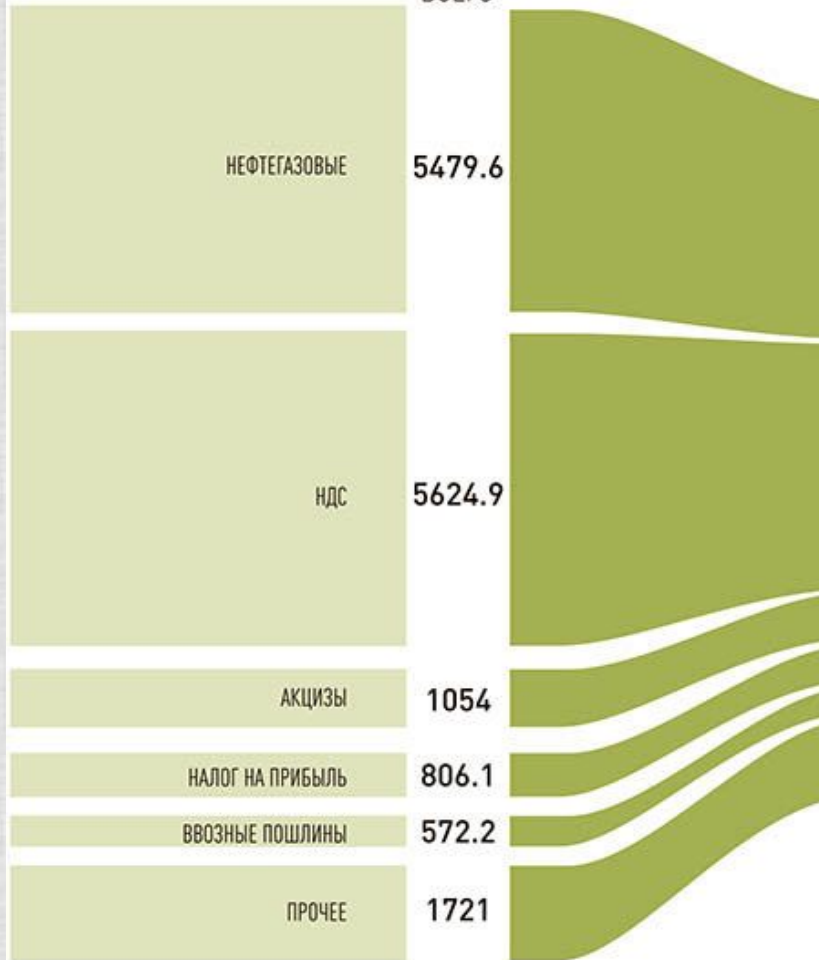 НЕФТЕГАЗОВЫЕ 5479.6
НДС 5624.9
АКЦИЗЫ 1054
НАЛОГ НА ПРИБЫЛЬ 806.1
ВВОЗНЫЕ ПОШЛИНЫ 572.2
ПРОЧЕЕ 1721